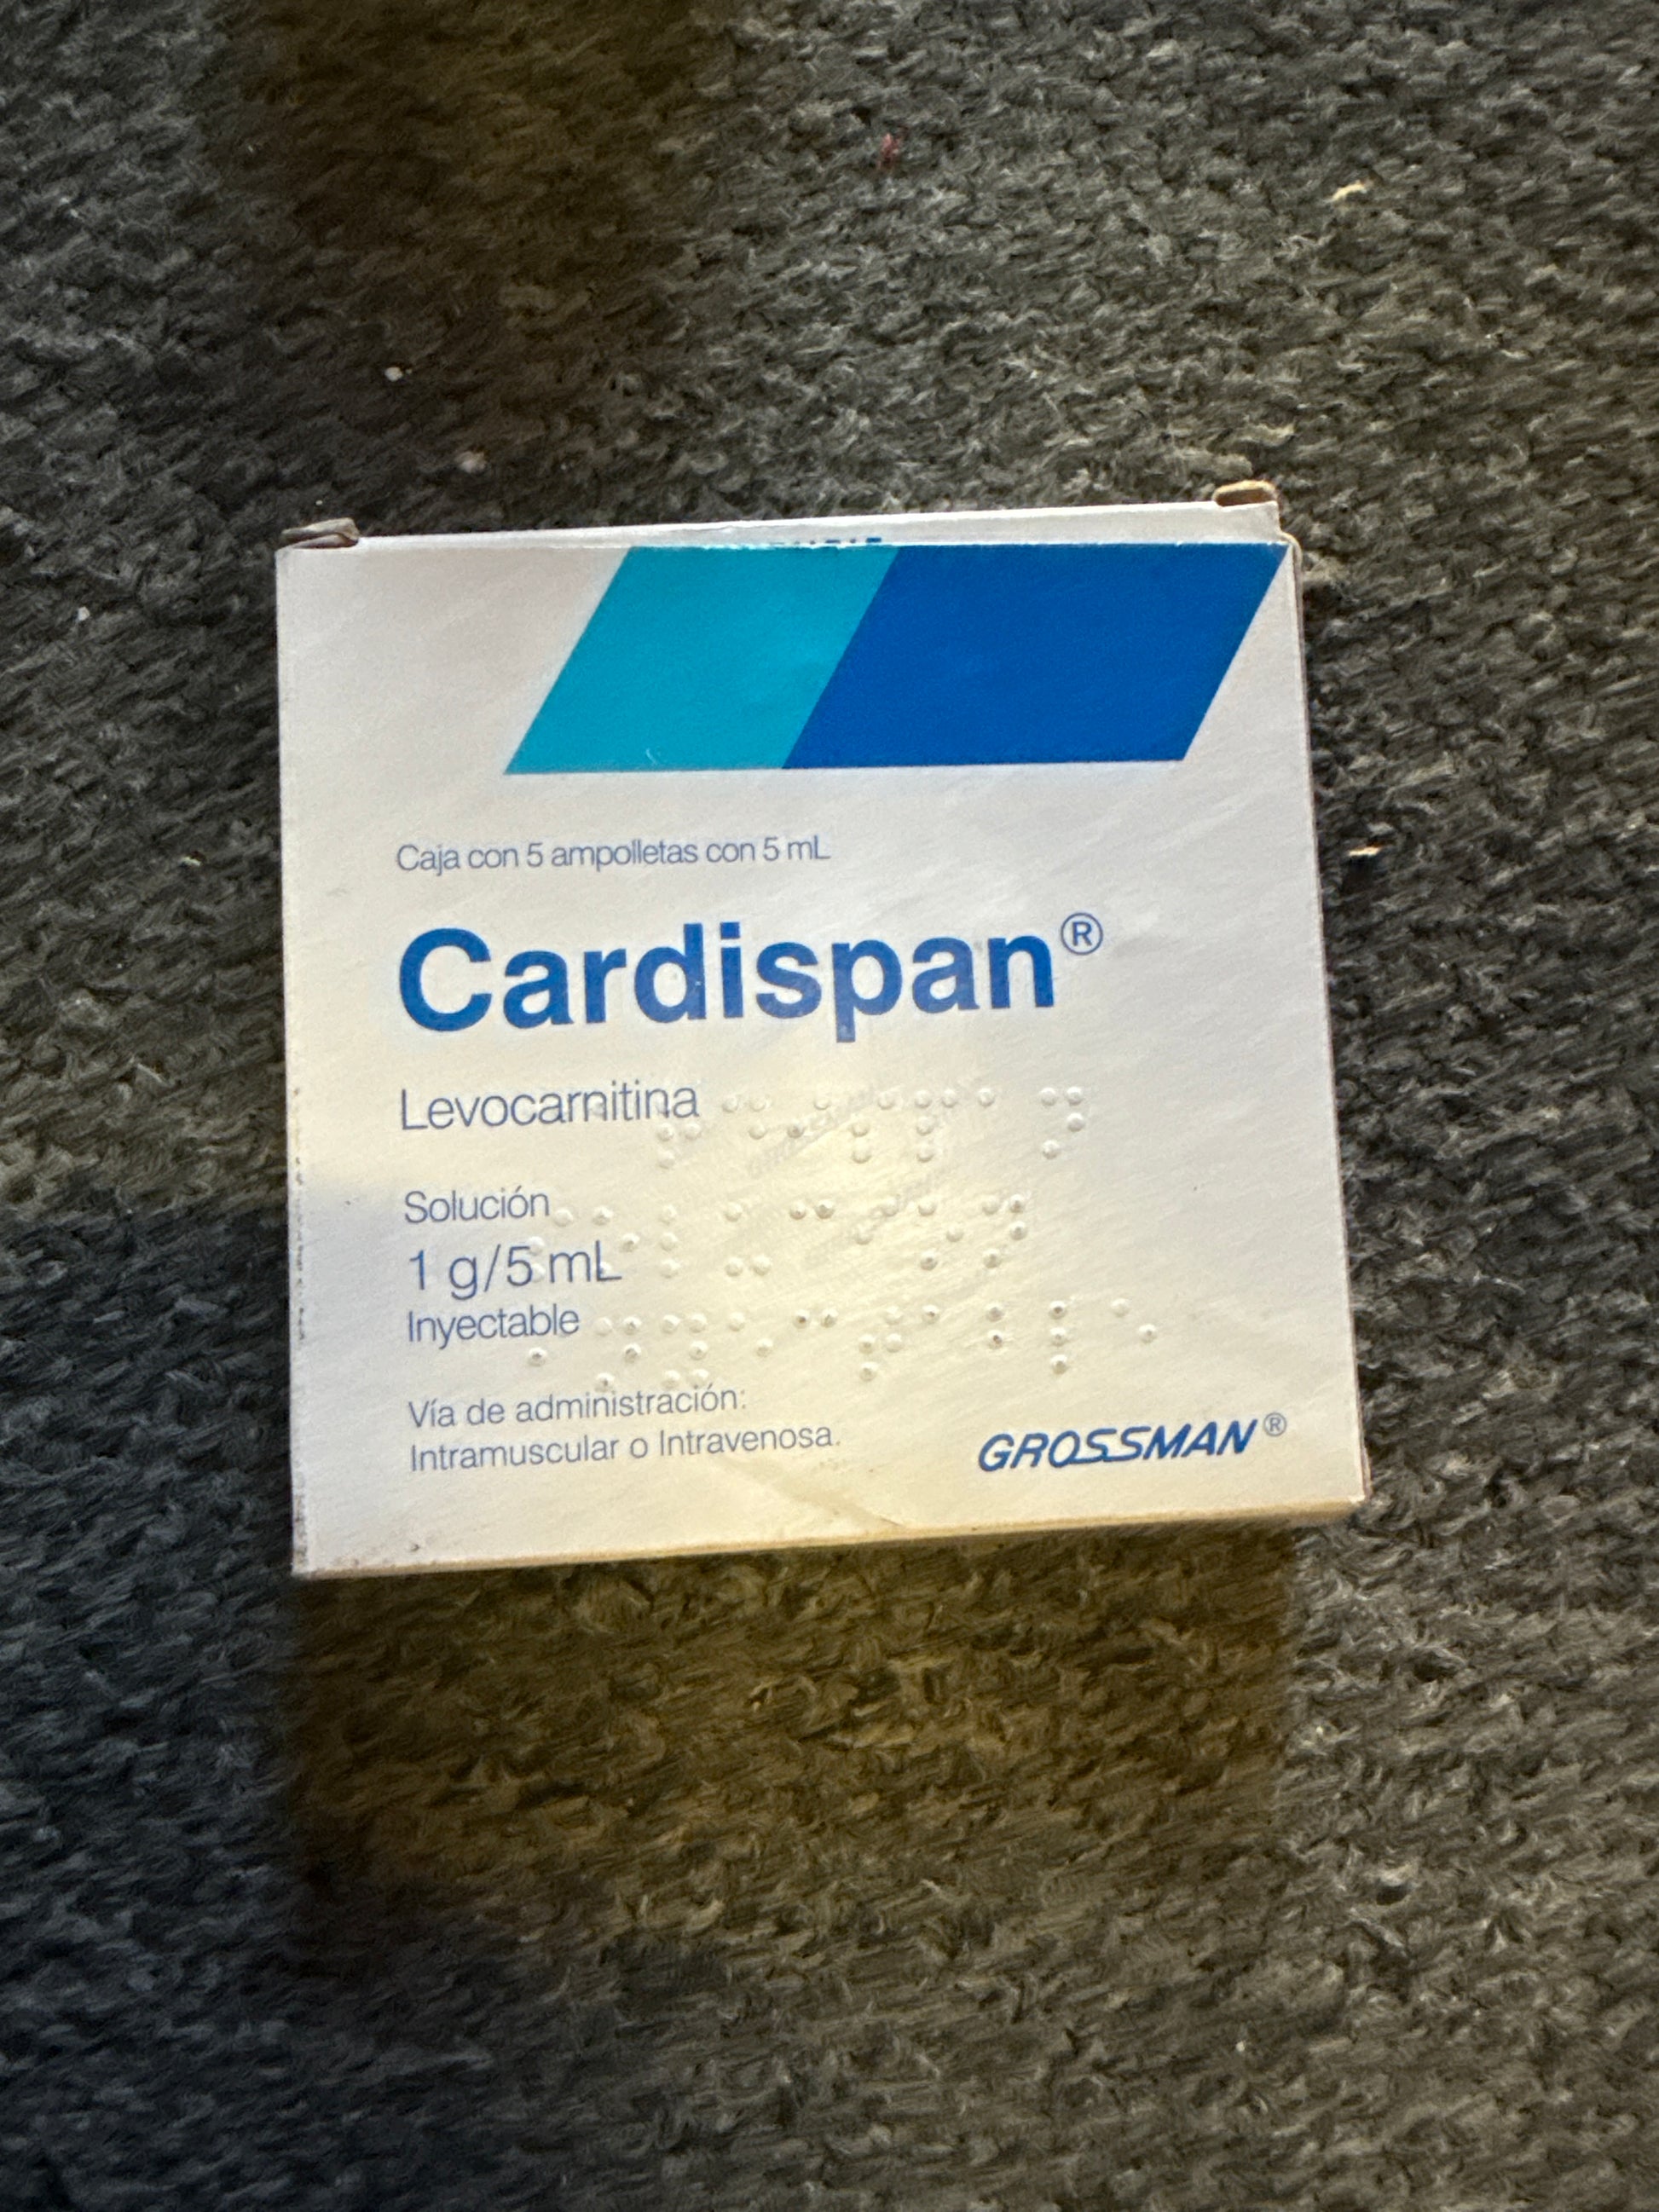 Caja con 5 ampolletas con 5 mL
Cardispan®
Levocarnitina
Solución
1 g/5 mL
Inyectable
Vía de administración:
Intramuscular o Intravenosa.
GROSSMAN®